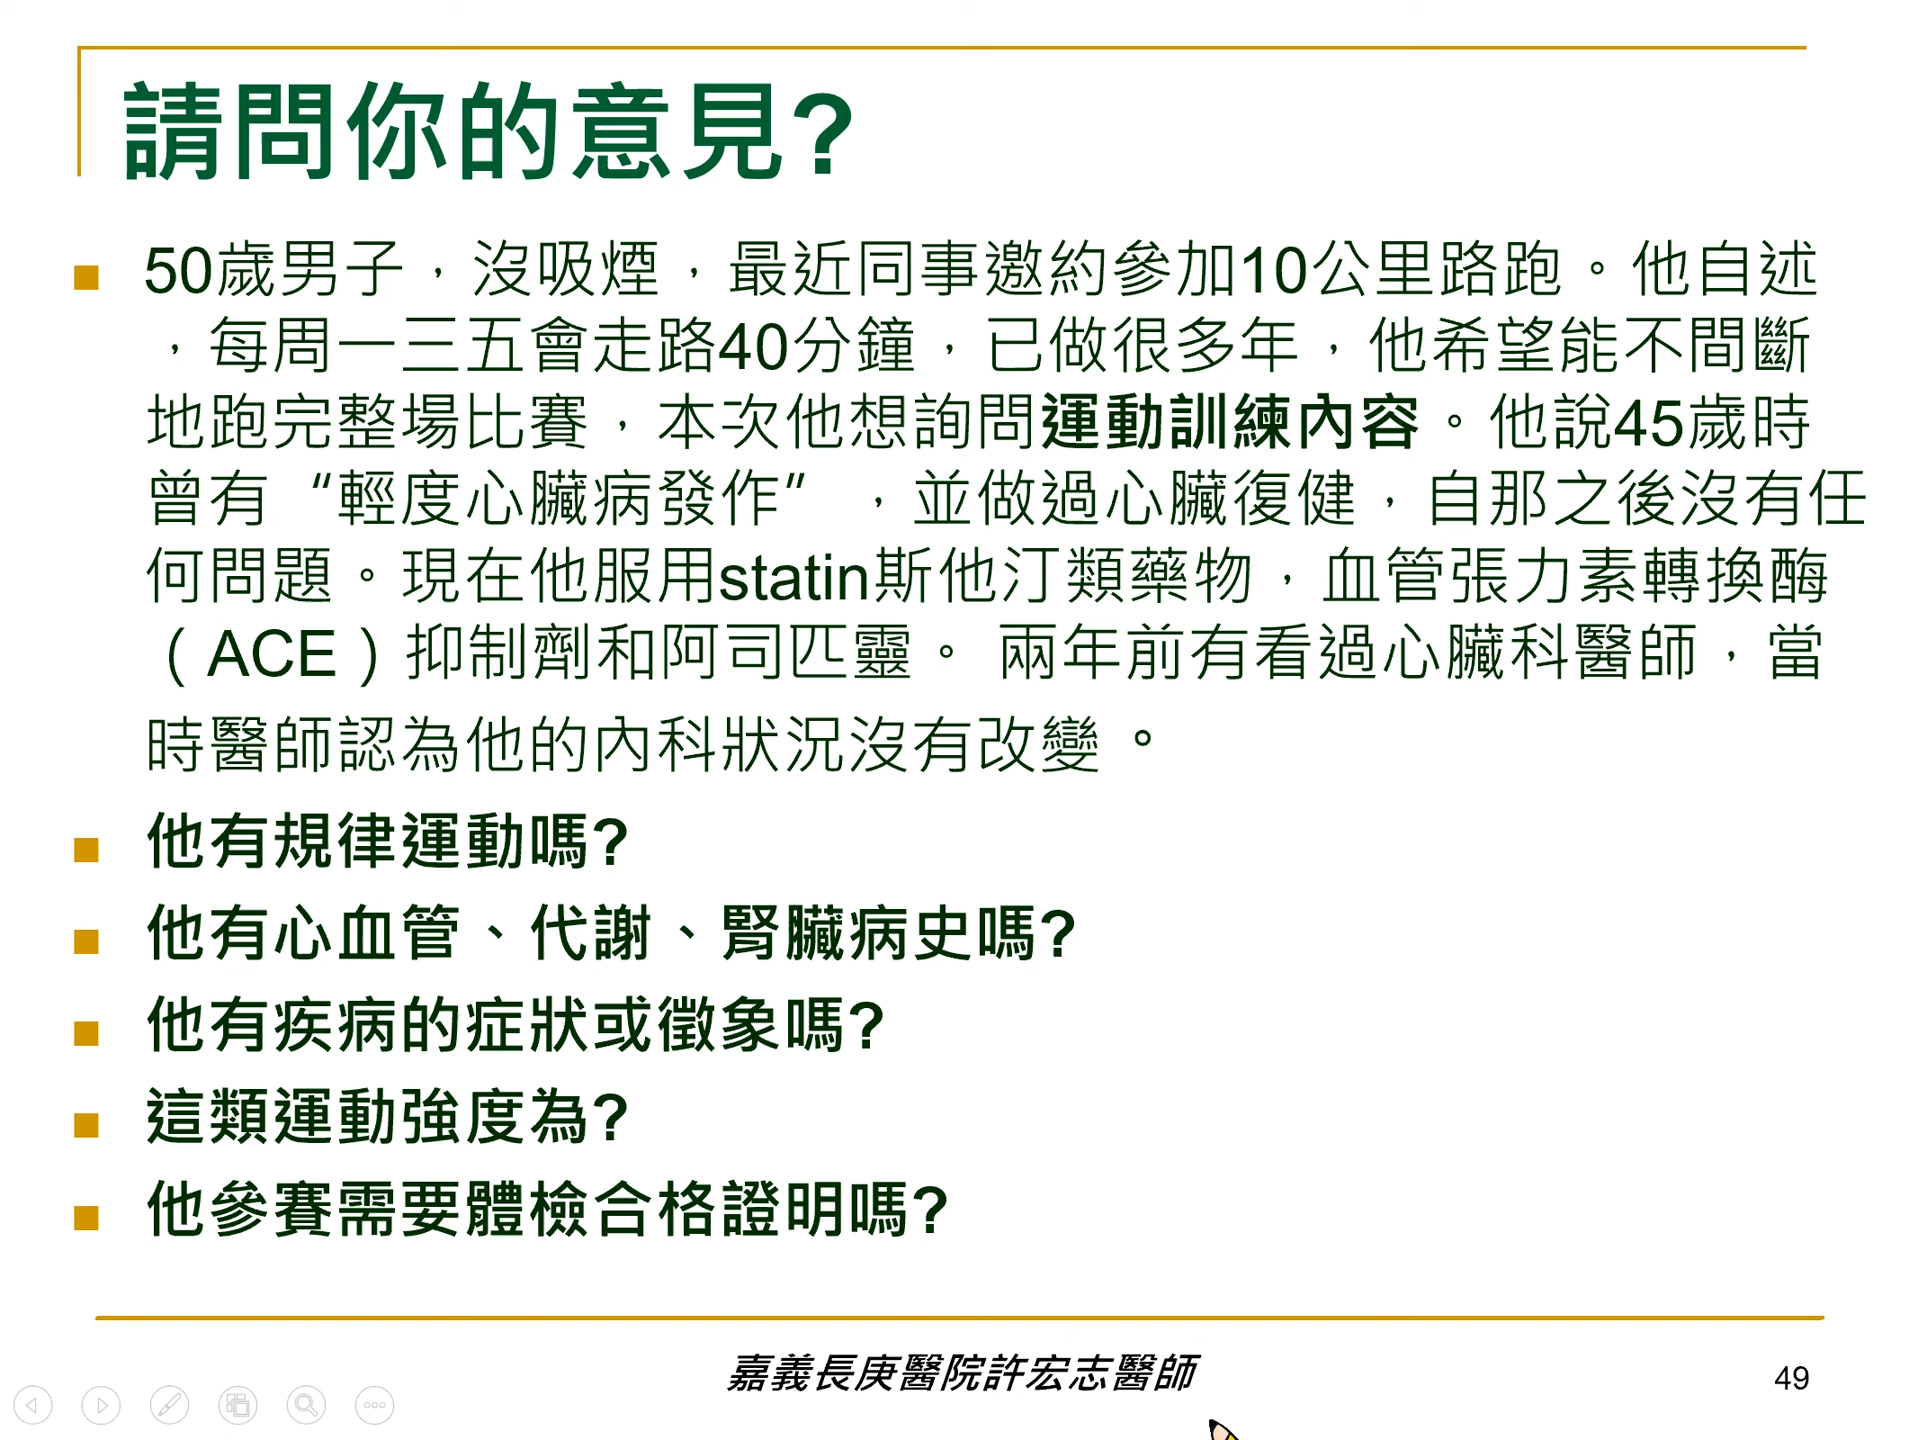 請問你的意見?
50歲男子，沒吸煙，最近同事邀約參加10公里路跑。他自述
，每周一三五會走路40分鐘，已做很多年，他希望能不間斷
地跑完整場比賽，本次他想詢問運動訓練內容。他說45歲時
曾有“輕度心臟病發作”，並做過心臟復健，自那之後沒有任
何問題。現在他服用statin斯他汀類藥物，血管張力素轉換酶
（ACE）抑制劑和阿司匹靈。 兩年前有看過心臟科醫師，當
時醫師認為他的內科狀況沒有改變。
他有規律運動嗎?
他有心血管、代謝、腎臟病史嗎?
他有疾病的症狀或徵象嗎?
這類運動強度為?
他參賽需要體檢合格證明嗎?
嘉義長庚醫院許宏志醫師
49